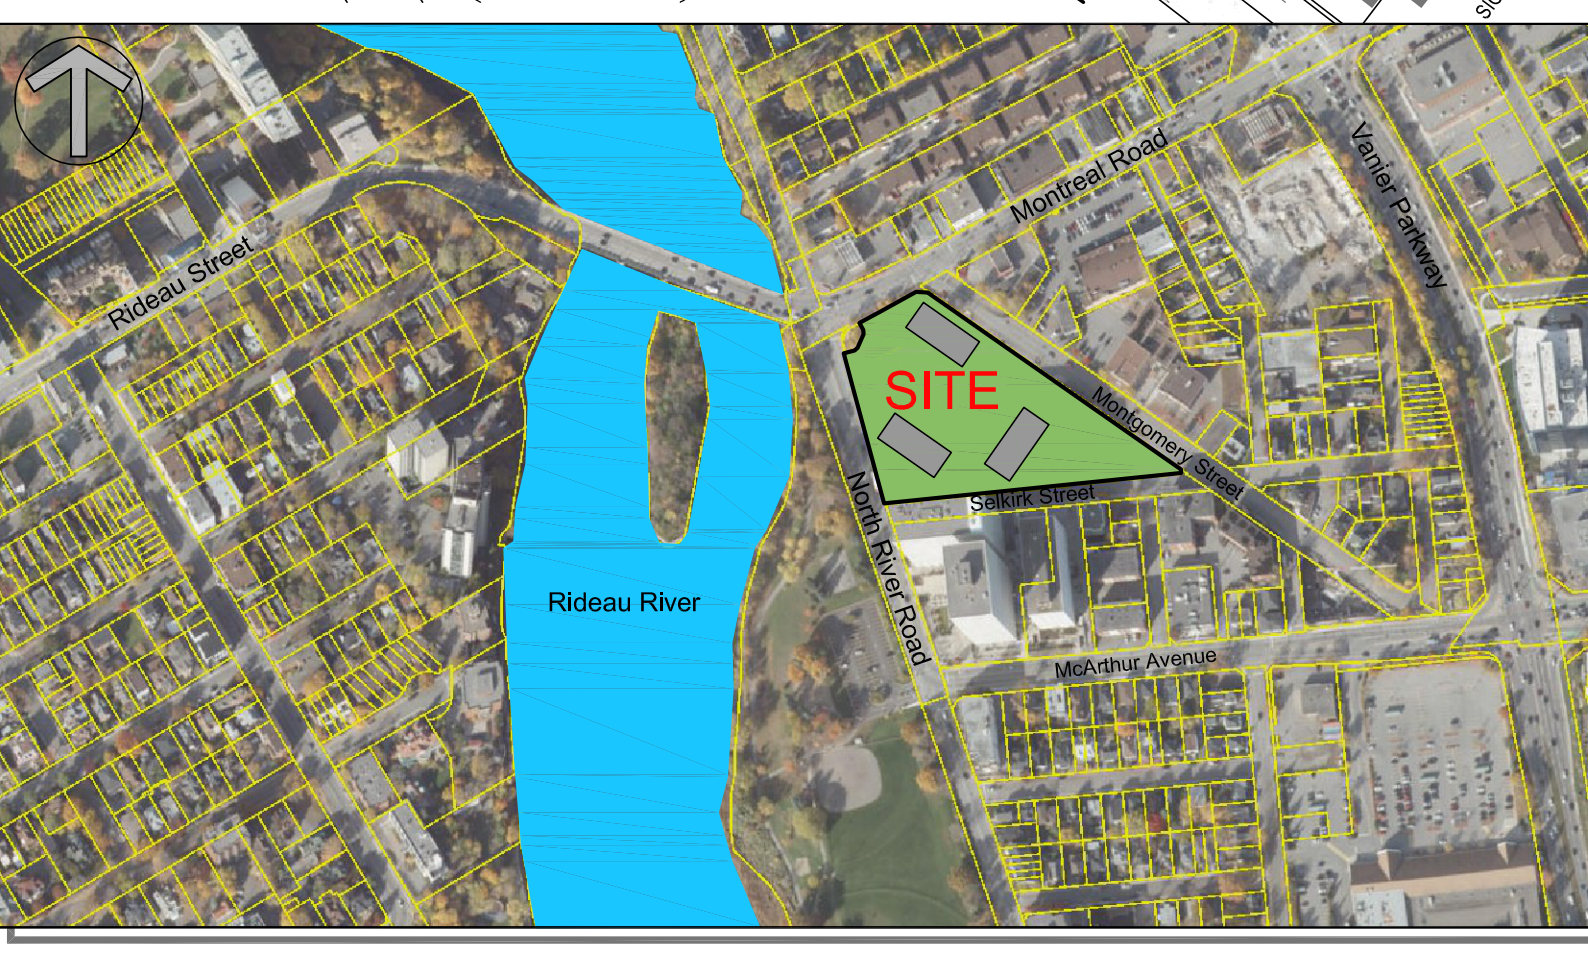 Montreal Road
Vanier Parkway
Rideau Street
SITE
Montgomery Street
Selkirk Street
North River Road
Rideau River
McArthur Avenue